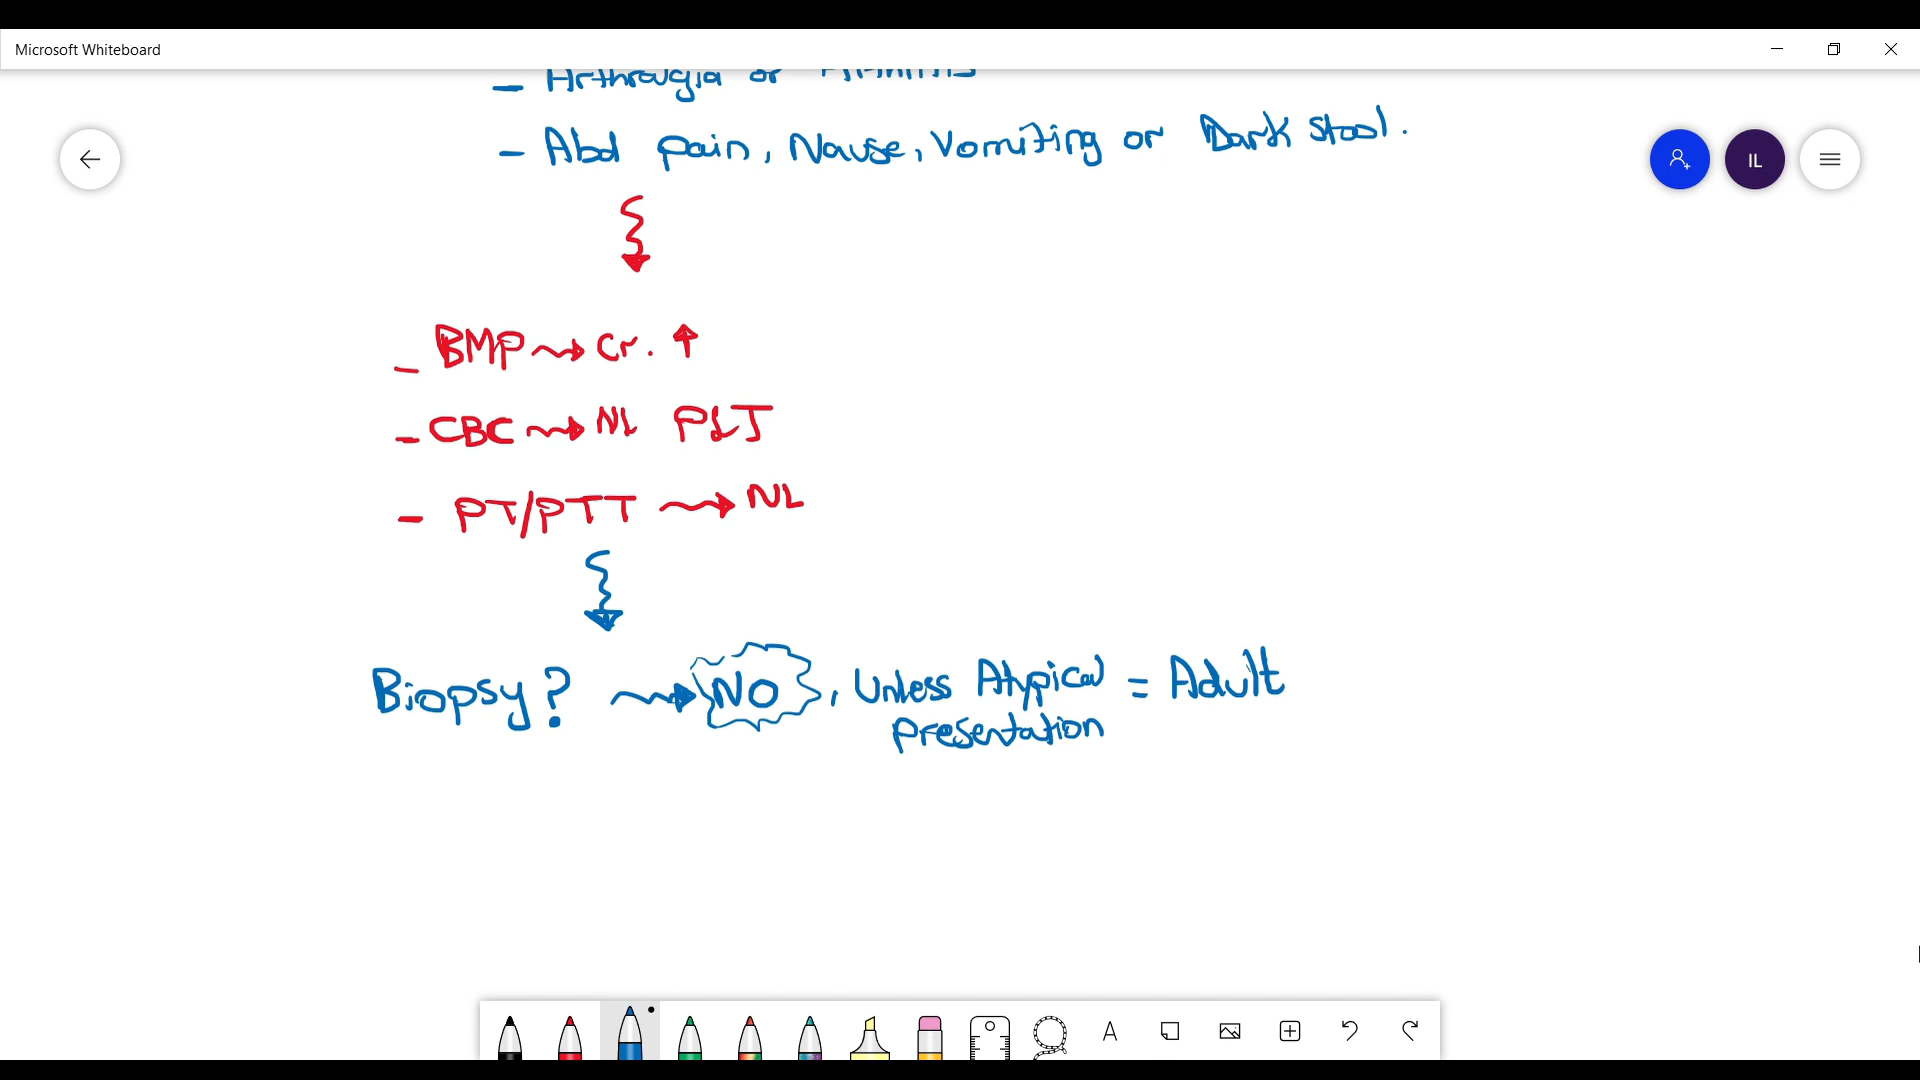 Microsoft Whiteboard
- Arthralgia or Arthritis
- Abd pain, Nause, Vomiting or Dark stool.
IL
- BMP → Cr. ↑
- CBC → NL PLT
- PT/PTT → NL
Biopsy? → NO, Unless Atypical = Adult
presentation
A